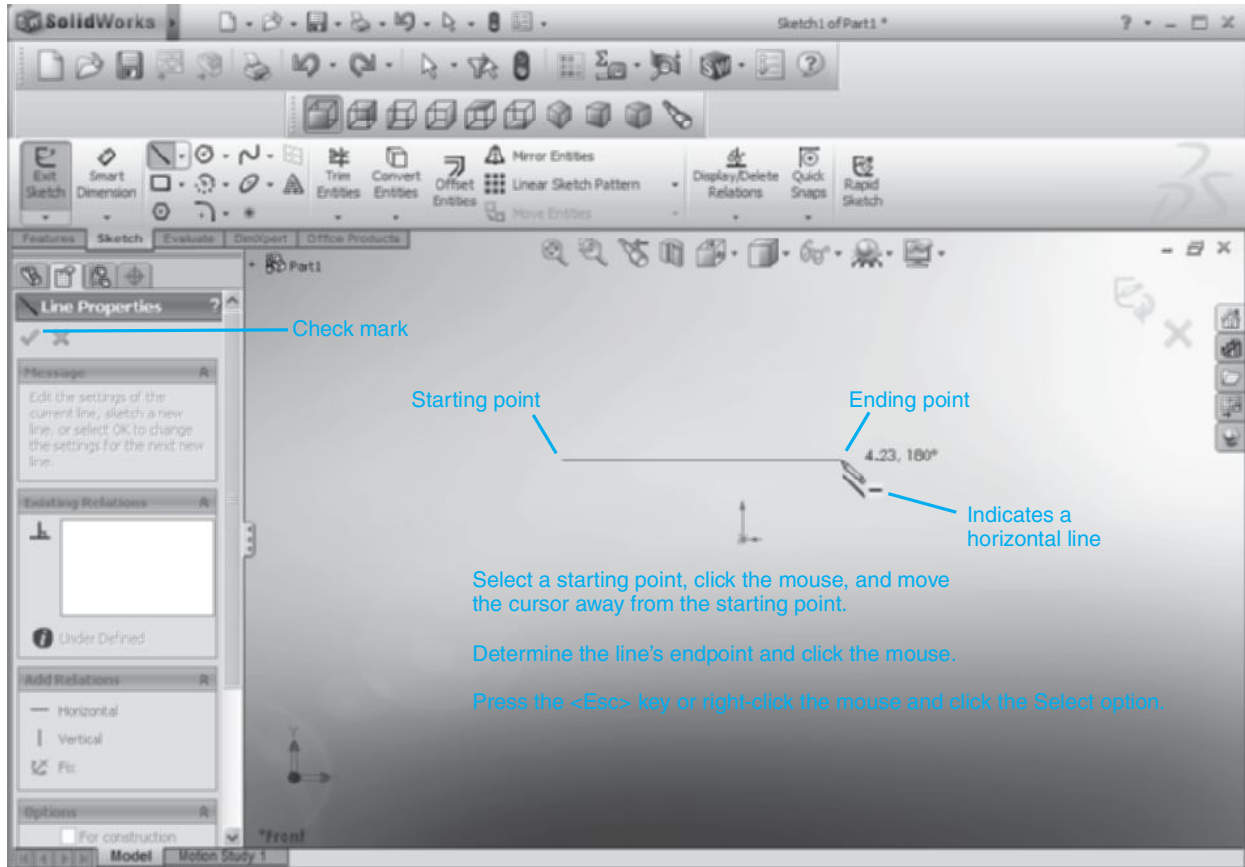 SolidWorks
Sketch1 of Part1 *
?
Exit Sketch
Smart Dimension
Trim Entities
Convert Entities
Offset Entities
Mirror Entities
Linear Sketch Pattern
Move Entities
Display/Delete Relations
Quick Snaps
Rapid Sketch
Features
Sketch
Evaluate
DimXpert
Office Products
Part1
Line Properties
?
Check mark
Message
Edit the settings of the
current line, sketch a new
line, or select OK to change
the settings for the next new
line.
Starting point
Ending point
4.23, 180°
Indicates a
horizontal line
Existing Relations
Under Defined
Select a starting point, click the mouse, and move
the cursor away from the starting point.
Determine the line's endpoint and click the mouse.
Press the <Esc> key or right-click the mouse and click the Select option.
Add Relations
Horizontal
Vertical
Fix
Y
Options
For construction
*Front
Model
Motion Study 1